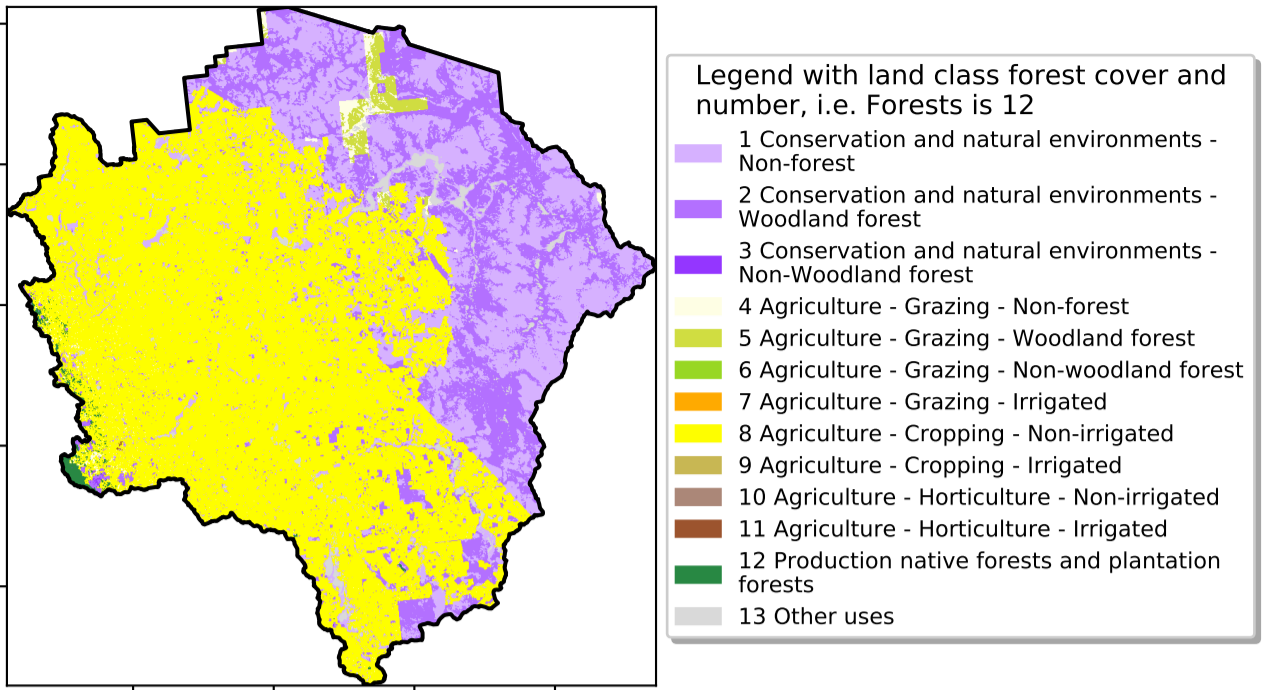 Legend with land class forest cover and
number, i.e. Forests is 12
1 Conservation and natural environments -
Non-forest
2 Conservation and natural environments -
Woodland forest
3 Conservation and natural environments -
Non-Woodland forest
4 Agriculture - Grazing - Non-forest
5 Agriculture - Grazing - Woodland forest
6 Agriculture - Grazing - Non-woodland forest
7 Agriculture - Grazing - Irrigated
8 Agriculture - Cropping - Non-irrigated
9 Agriculture - Cropping - Irrigated
10 Agriculture - Horticulture - Non-irrigated
11 Agriculture - Horticulture - Irrigated
12 Production native forests and plantation
forests
13 Other uses